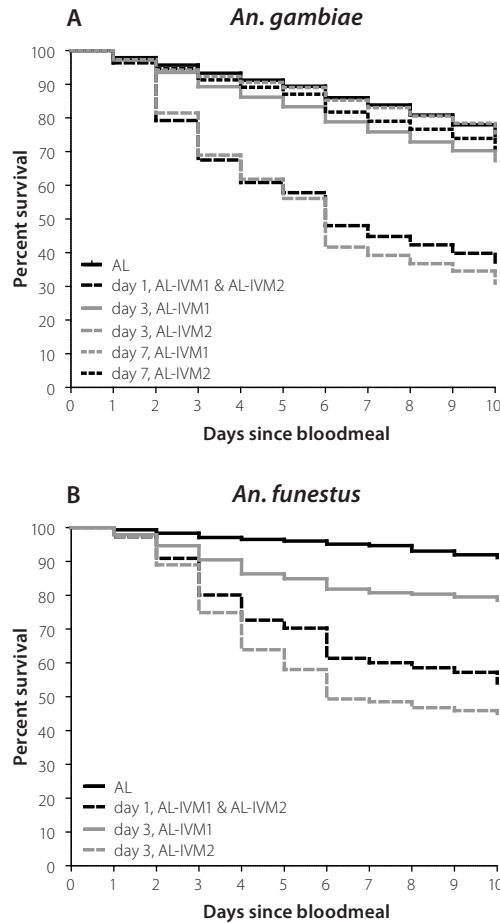 A
An. gambiae
100
90
80
70
60
50
40
30
20
10
0
Percent survival
AL
day 1, AL-IVM1 & AL-IVM2
day 3, AL-IVM1
day 3, AL-IVM2
day 7, AL-IVM1
day 7, AL-IVM2
0 1 2 3 4 5 6 7 8 9 10
Days since bloodmeal
B
An. funestus
100
90
80
70
60
50
40
30
20
10
0
Percent survival
AL
day 1, AL-IVM1 & AL-IVM2
day 3, AL-IVM1
day 3, AL-IVM2
0 1 2 3 4 5 6 7 8 9 10
Days since bloodmeal